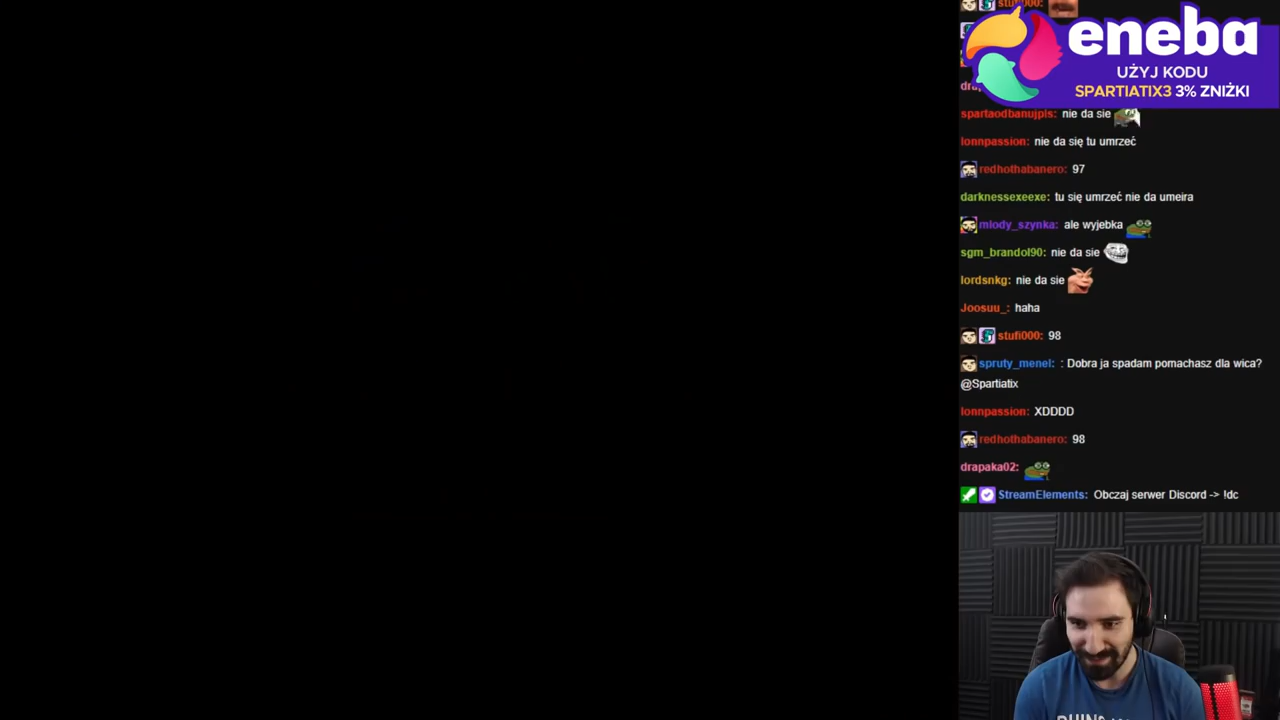 stufi000:
eneba
UŻYJ KODU
SPARTIATIX3 3% ZNIŻKI
spartaodbanujpis: nie da sie
lonnpassion: nie da się tu umrzeć
redhothabanero: 97
darknessexeexe: tu się umrzeć nie da umeira
mlody_szynka: ale wyjebka
sgm_brandol90: nie da sie
lordsnkg: nie da sie
Joosuu_: haha
stufi000: 98
spruty_menel: : Dobra ja spadam pomachasz dla wica?
@Spartiatix
lonnpassion: XDDDD
redhothabanero: 98
drapaka02:
StreamElements: Obczaj serwer Discord -> !dc